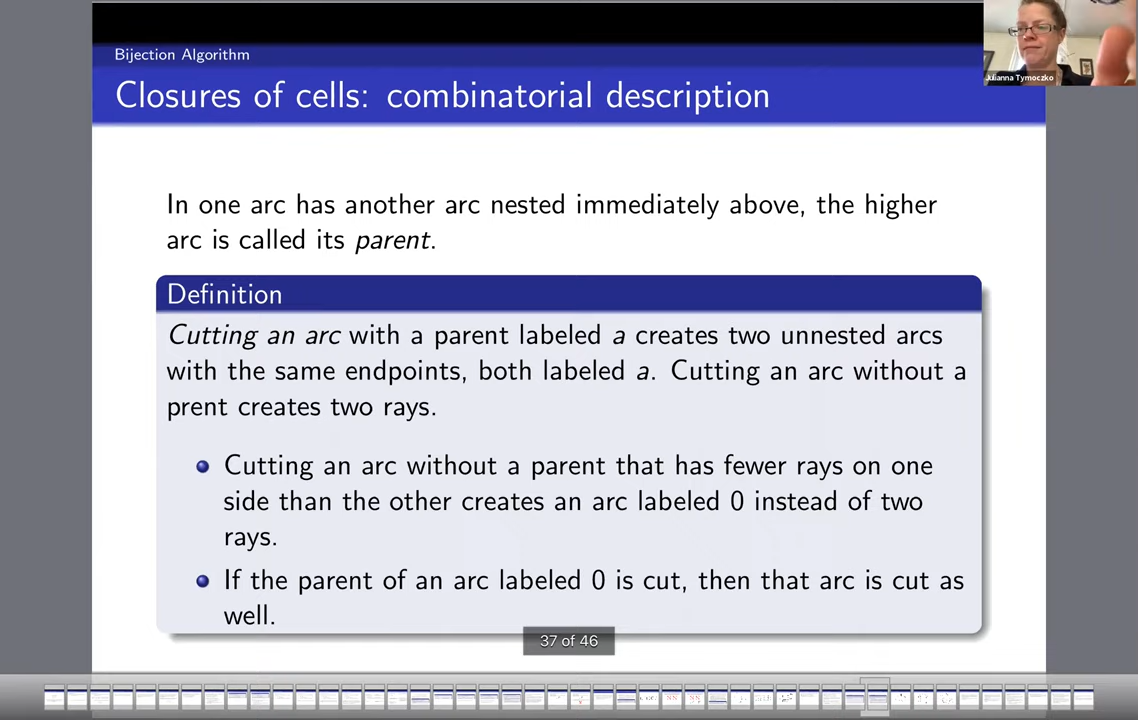 Bijection Algorithm
Closures of cells: combinatorial description
Julianna Tymoczko
In one arc has another arc nested immediately above, the higher
arc is called its parent.
Definition
Cutting an arc with a parent labeled a creates two unnested arcs
with the same endpoints, both labeled a. Cutting an arc without a
prent creates two rays.
Cutting an arc without a parent that has fewer rays on one
side than the other creates an arc labeled 0 instead of two
rays.
If the parent of an arc labeled 0 is cut, then that arc is cut as
well.
37 of 46